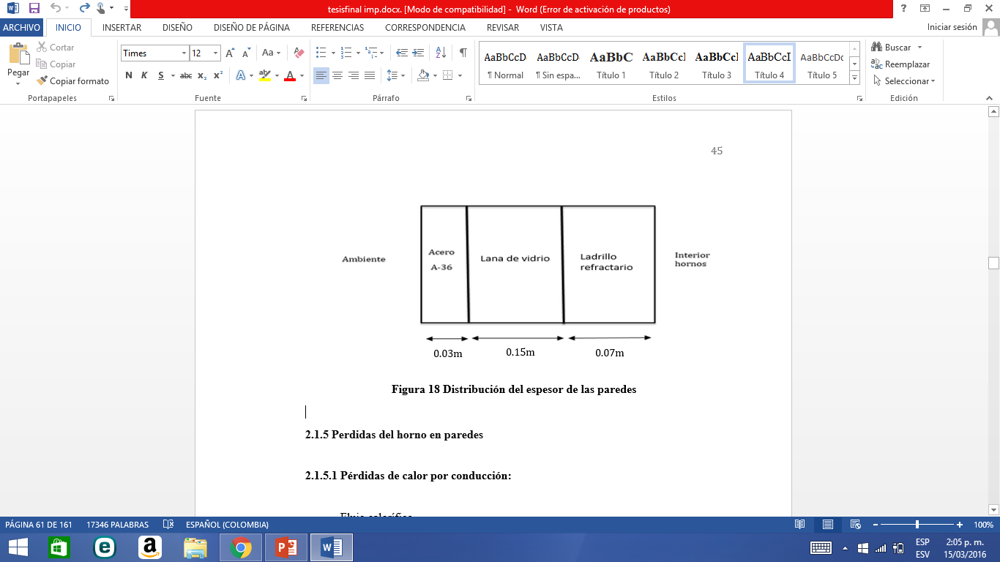 tesisfinal imp.docx. [Modo de compatibilidad] - Word (Error de activación de productos)
ARCHIVO INICIO INSERTAR DISEÑO DISEÑO DE PÁGINA REFERENCIAS CORRESPONDENCIA REVISAR VISTA Iniciar sesión
Pegar
Cortar
Copiar
Copiar formato
Portapapeles
Times 12
Aa
N K S abc x₂ x²
A A
Fuente
Párrafo
AaBbCcD AaBbCcD AaBbC AaBbCcI AaBbCcI AaBbCcI AaBbCcDc
¶ Normal ¶ Sin espa... Título 1 Título 2 Título 3 Título 4 Título 5
Estilos
Buscar
Reemplazar
Seleccionar
Edición
45
Ambiente
Acero
A-36
Lana de vidrio
Ladrillo
refractario
Interior
hornos
0.03m 0.15m 0.07m
Figura 18 Distribución del espesor de las paredes
2.1.5 Perdidas del horno en paredes
2.1.5.1 Pérdidas de calor por conducción:
PÁGINA 61 DE 161 17346 PALABRAS ESPAÑOL (COLOMBIA) 100%
ESP 2:05 p. m.
ESV 15/03/2016